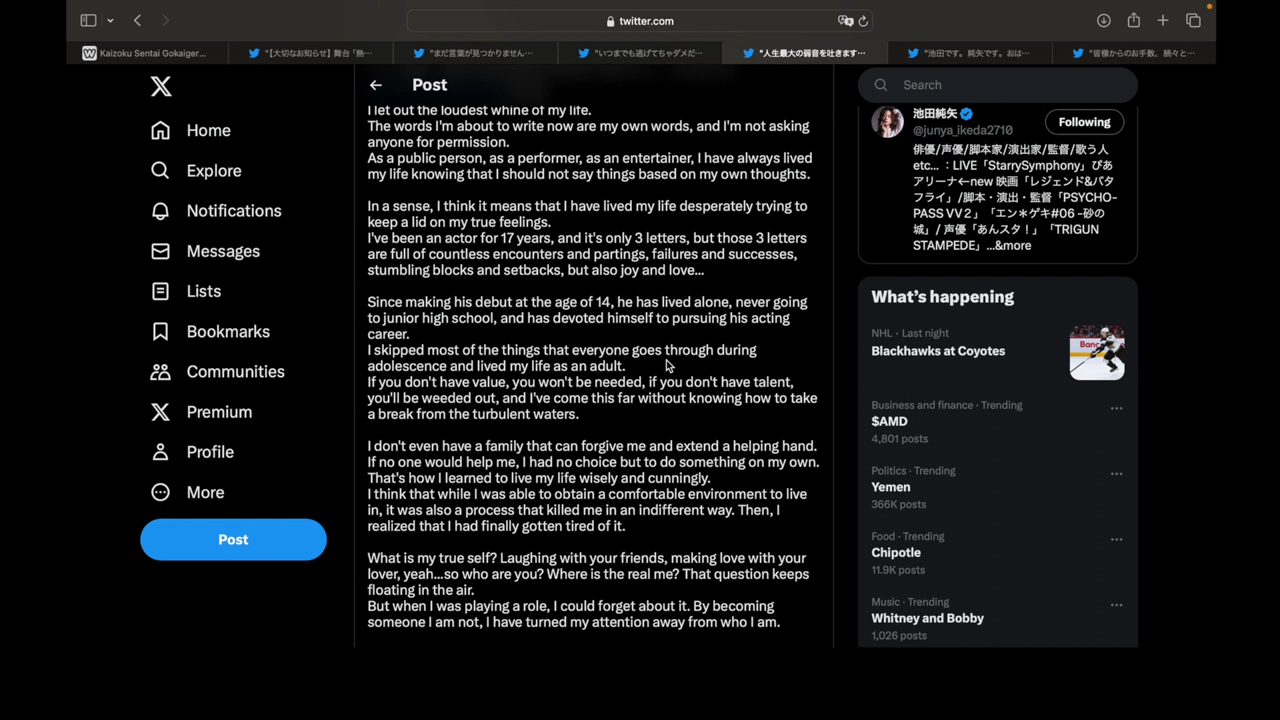 twitter.com
Kaizoku Sentai Gokaiger...
"【大切なお知らせ】舞台「熱...
"まだ言葉が見つかりません...
"いつまでも逃げてちゃダメだ...
"人生最大の弱音を吐きます...
"池田です。純矢です。おは...
"皆様からのお手数、続々と...
Home
Explore
Notifications
Messages
Lists
Bookmarks
Communities
Premium
Profile
More
Post
Post
I let out the loudest whine of my life.
The words I'm about to write now are my own words, and I'm not asking
anyone for permission.
As a public person, as a performer, as an entertainer, I have always lived
my life knowing that I should not say things based on my own thoughts.
In a sense, I think it means that I have lived my life desperately trying to
keep a lid on my true feelings.
I've been an actor for 17 years, and it's only 3 letters, but those 3 letters
are full of countless encounters and partings, failures and successes,
stumbling blocks and setbacks, but also joy and love...
Since making his debut at the age of 14, he has lived alone, never going
to junior high school, and has devoted himself to pursuing his acting
career.
I skipped most of the things that everyone goes through during
adolescence and lived my life as an adult.
If you don't have value, you won't be needed, if you don't have talent,
you'll be weeded out, and I've come this far without knowing how to take
a break from the turbulent waters.
I don't even have a family that can forgive me and extend a helping hand.
If no one would help me, I had no choice but to do something on my own.
That's how I learned to live my life wisely and cunningly.
I think that while I was able to obtain a comfortable environment to live
in, it was also a process that killed me in an indifferent way. Then, I
realized that I had finally gotten tired of it.
What is my true self? Laughing with your friends, making love with your
lover, yeah...so who are you? Where is the real me? That question keeps
floating in the air.
But when I was playing a role, I could forget about it. By becoming
someone I am not, I have turned my attention away from who I am.
Search
池田純矢
@junya_ikeda2710
Following
俳優/声優/脚本家/演出家/監督/歌う人
etc... ：LIVE「StarrySymphony」ぴあ
アリーナ←new 映画「レジェンド&バタ
フライ」/脚本・演出・監督「PSYCHO-
PASS VV２」「エン＊ゲキ#06 -砂の
城」/ 声優「あんスタ！」「TRIGUN
STAMPEDE」...&more
What's happening
NHL · Last night
Blackhawks at Coyotes
Business and finance · Trending
$AMD
4,801 posts
Politics · Trending
Yemen
366K posts
Food · Trending
Chipotle
11.9K posts
Music · Trending
Whitney and Bobby
1,026 posts